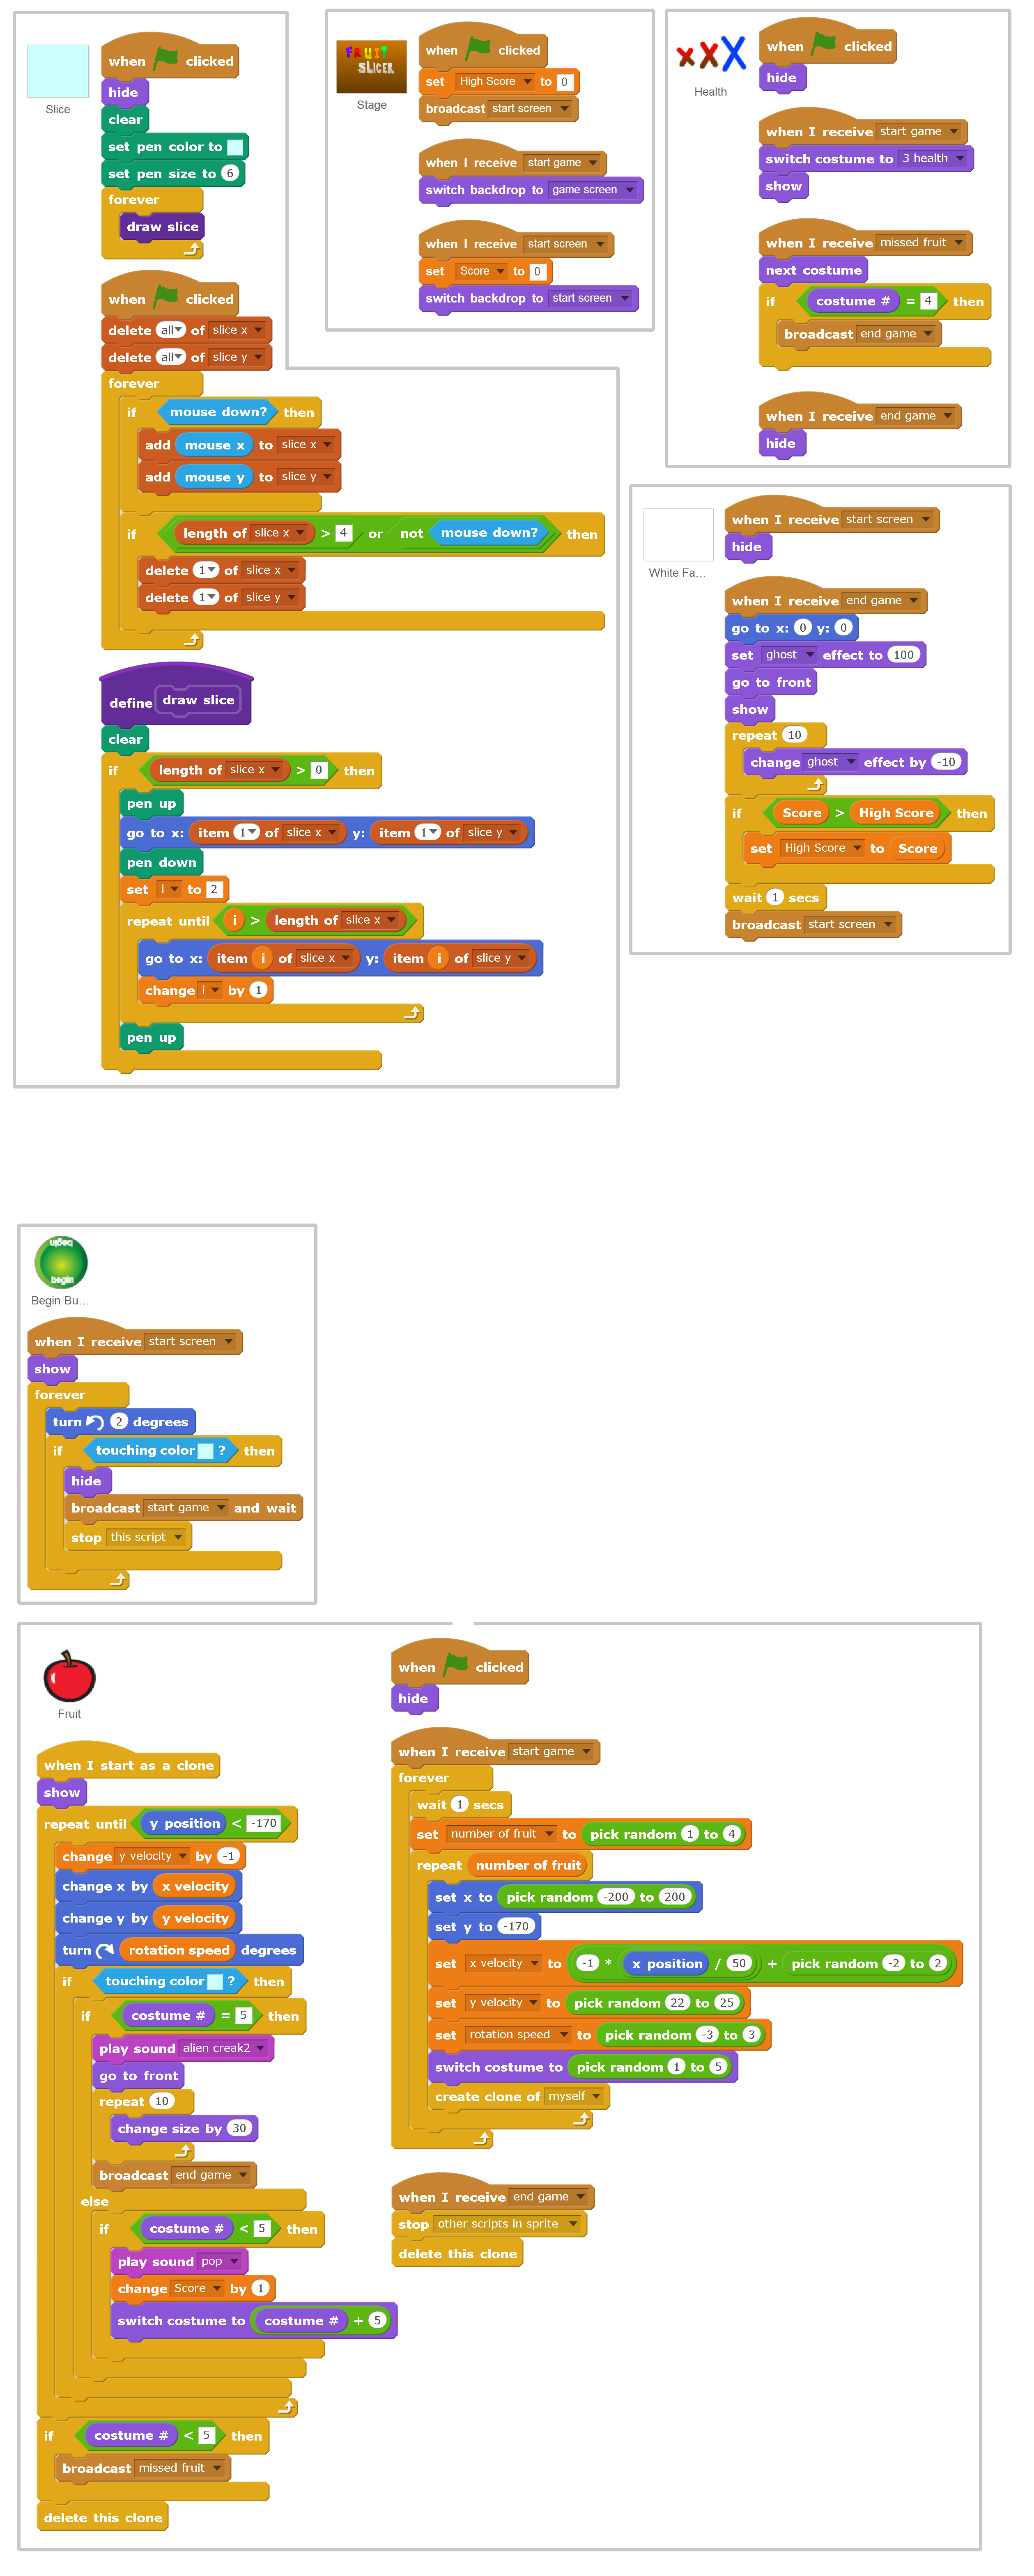 Slice
when clicked
hide
clear
set pen color to
set pen size to 6
forever
draw slice
when clicked
delete all of slice x
delete all of slice y
forever
if mouse down? then
add mouse x to slice x
add mouse y to slice y
if length of slice x > 4 or not mouse down? then
delete 1 of slice x
delete 1 of slice y
define draw slice
clear
if length of slice x > 0 then
pen up
go to x: item 1 of slice x y: item 1 of slice y
pen down
set i to 2
repeat until i > length of slice x
go to x: item i of slice x y: item i of slice y
change i by 1
pen up
FRUIT
SLICER
Stage
when clicked
set High Score to 0
broadcast start screen
when I receive start game
switch backdrop to game screen
when I receive start screen
set Score to 0
switch backdrop to start screen
XXX
Health
when clicked
hide
when I receive start game
switch costume to 3 health
show
when I receive missed fruit
next costume
if costume # = 4 then
broadcast end game
when I receive end game
hide
White Fa...
when I receive start screen
hide
when I receive end game
go to x: 0 y: 0
set ghost effect to 100
go to front
show
repeat 10
change ghost effect by -10
if Score > High Score then
set High Score to Score
wait 1 secs
broadcast start screen
begin
begin
Begin Bu...
when I receive start screen
show
forever
turn 2 degrees
if touching color ? then
hide
broadcast start game and wait
stop this script
Fruit
when I start as a clone
show
repeat until y position < -170
change y velocity by -1
change x by x velocity
change y by y velocity
turn rotation speed degrees
if touching color ? then
if costume # = 5 then
play sound alien creak2
go to front
repeat 10
change size by 30
broadcast end game
else
if costume # < 5 then
play sound pop
change Score by 1
switch costume to costume # + 5
if costume # < 5 then
broadcast missed fruit
delete this clone
when clicked
hide
when I receive start game
forever
wait 1 secs
set number of fruit to pick random 1 to 4
repeat number of fruit
set x to pick random -200 to 200
set y to -170
set x velocity to -1 * x position / 50 + pick random -2 to 2
set y velocity to pick random 22 to 25
set rotation speed to pick random -3 to 3
switch costume to pick random 1 to 5
create clone of myself
when I receive end game
stop other scripts in sprite
delete this clone